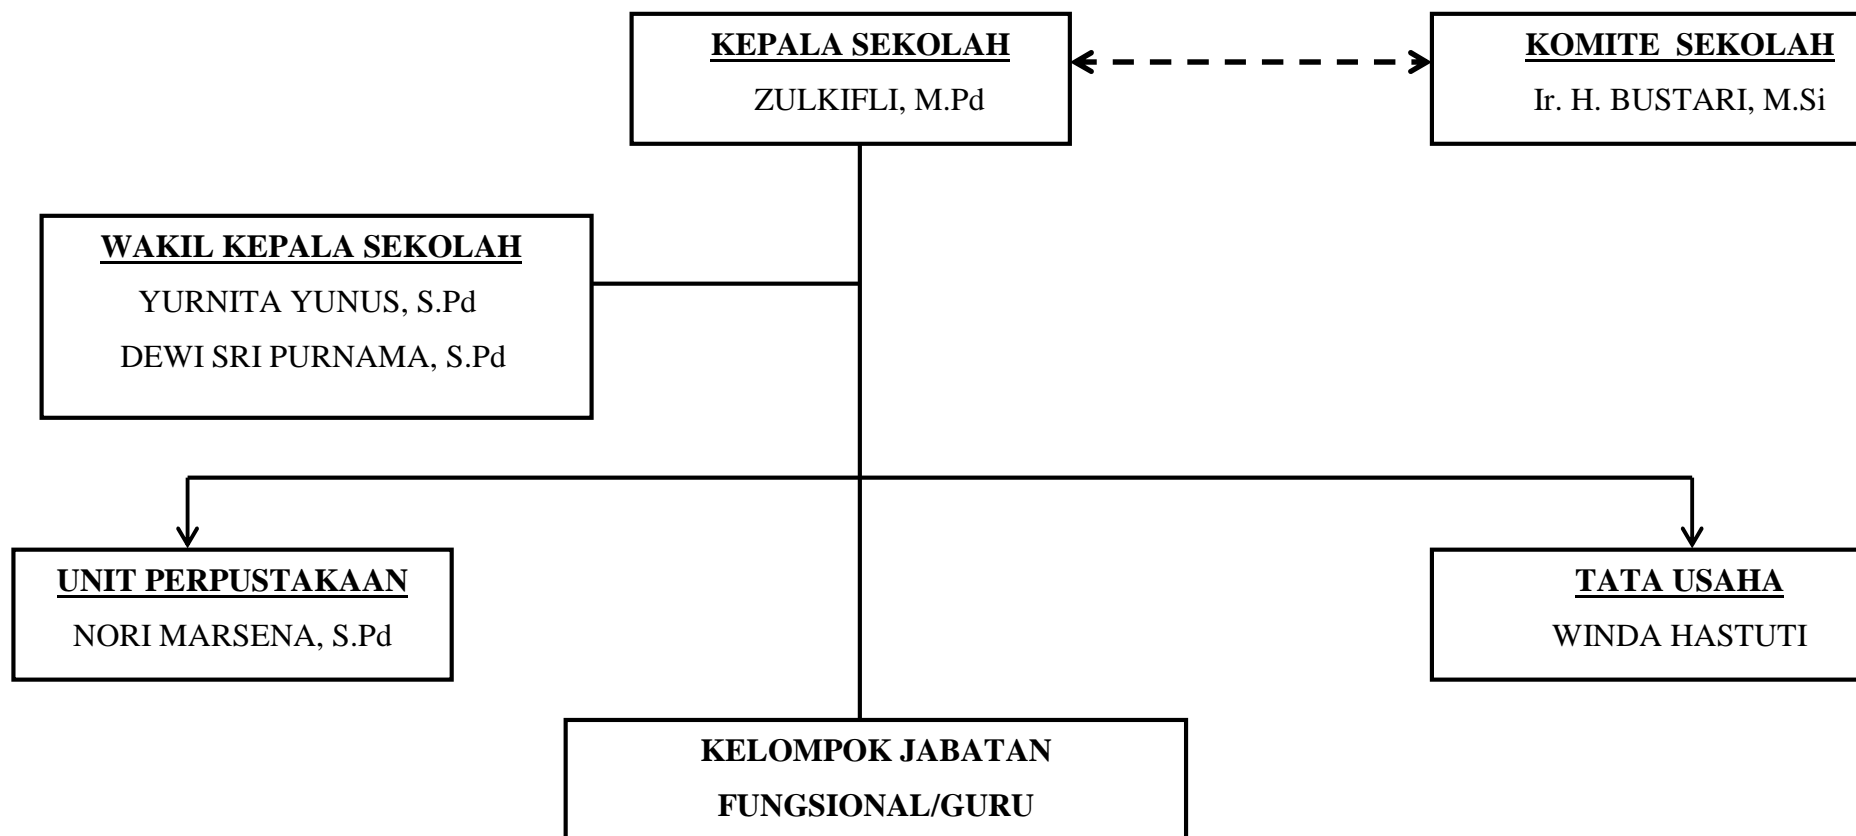 KEPALA SEKOLAH
ZULKIFLI, M.Pd
KOMITE SEKOLAH
Ir. H. BUSTARI, M.Si
WAKIL KEPALA SEKOLAH
YURNITA YUNUS, S.Pd
DEWI SRI PURNAMA, S.Pd
UNIT PERPUSTAKAAN
NORI MARSENA, S.Pd
TATA USAHA
WINDA HASTUTI
KELOMPOK JABATAN
FUNGSIONAL/GURU